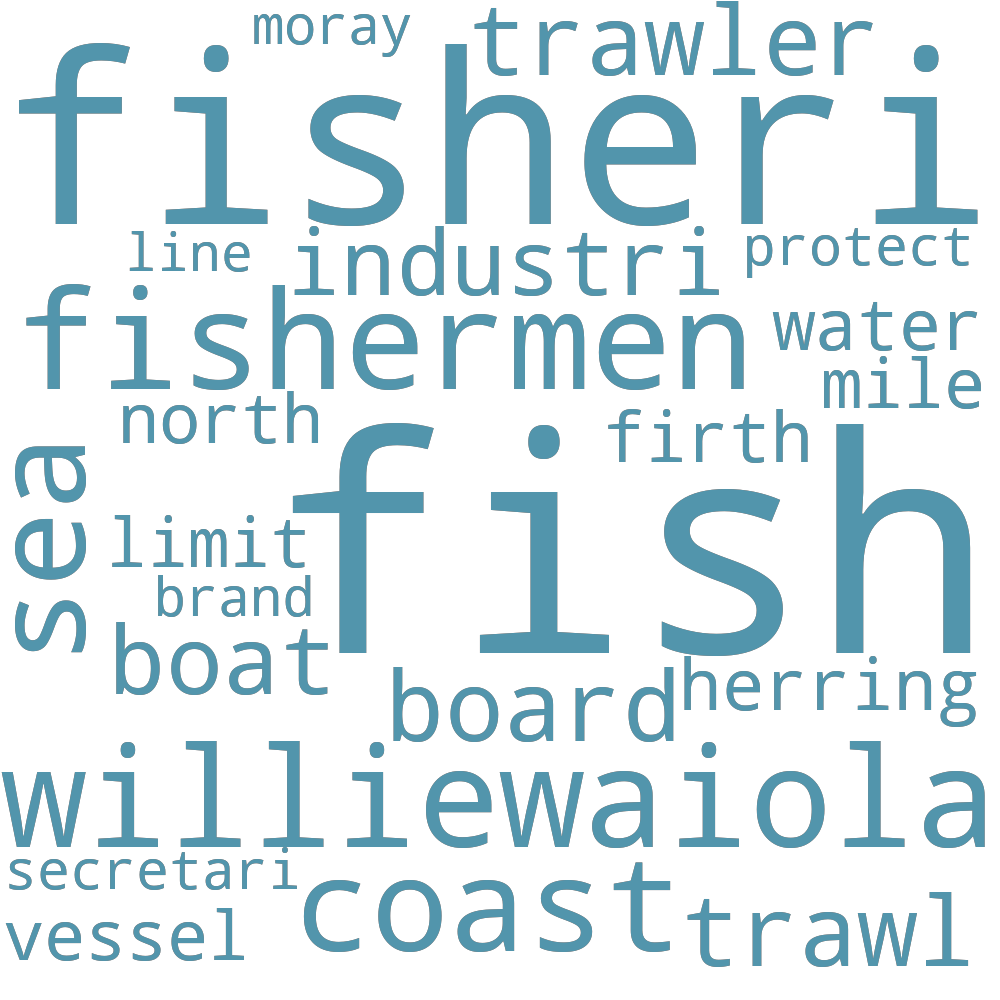 moray trawler
fisheri
line industri protect
fishermen water
mile
north firth
sea fish
limit
brand
boat
board herring
williewaiola
secretari
coast
vessel trawl